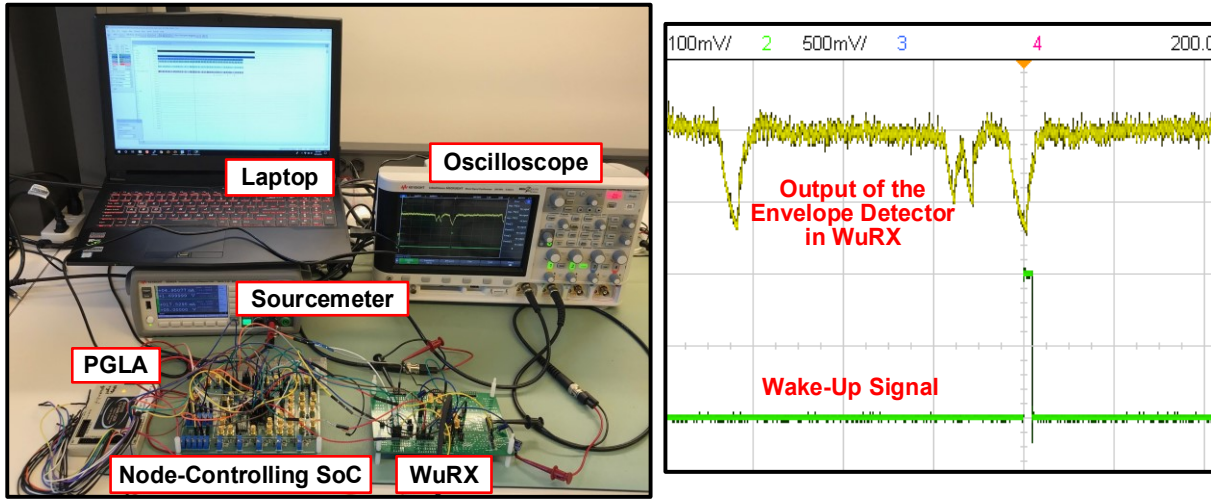 Laptop
Oscilloscope
Sourcemeter
PGLA
Node-Controlling SoC
WuRX
100mV/ 2 500mV/ 3 4 200.0
Output of the
Envelope Detector
in WuRX
Wake-Up Signal